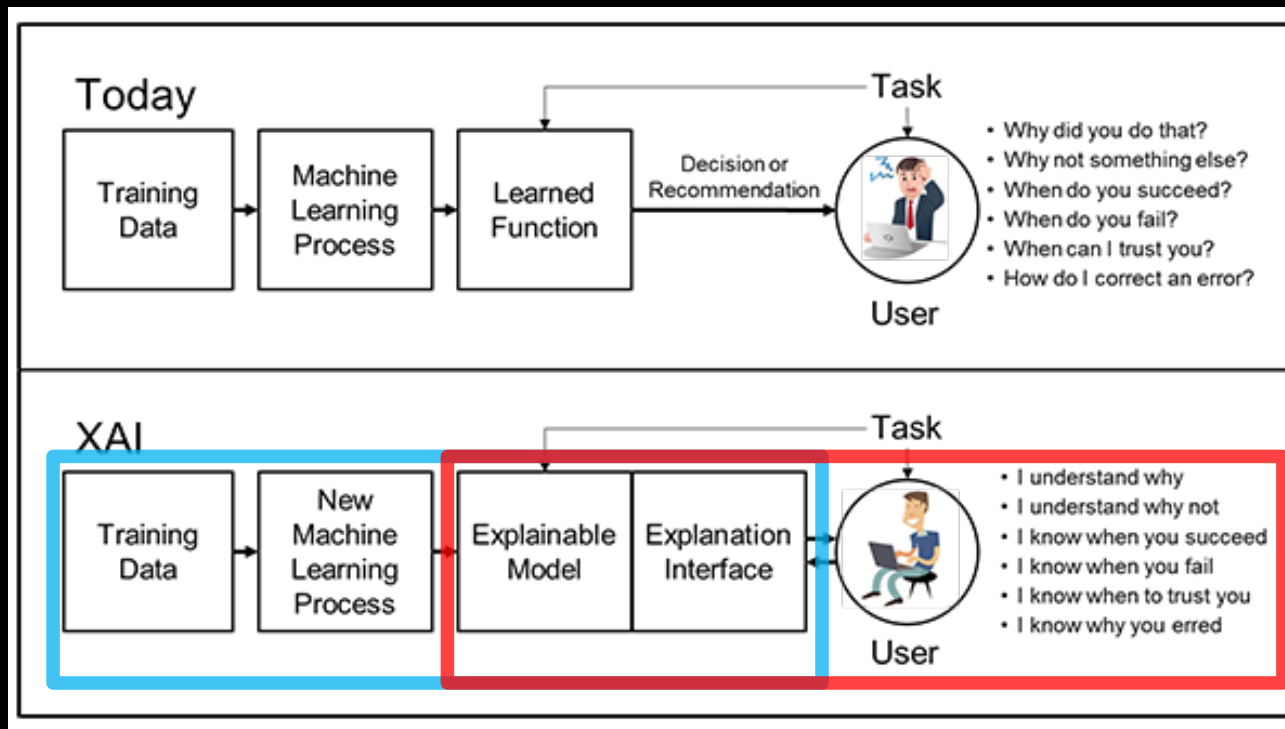 Today
Training
Data
Machine
Learning
Process
Learned
Function
Decision or
Recommendation
Task
User
• Why did you do that?
• Why not something else?
• When do you succeed?
• When do you fail?
• When can I trust you?
• How do I correct an error?
XAI
Training
Data
New
Machine
Learning
Process
Explainable
Model
Explanation
Interface
Task
User
• I understand why
• I understand why not
• I know when you succeed
• I know when you fail
• I know when to trust you
• I know why you erred